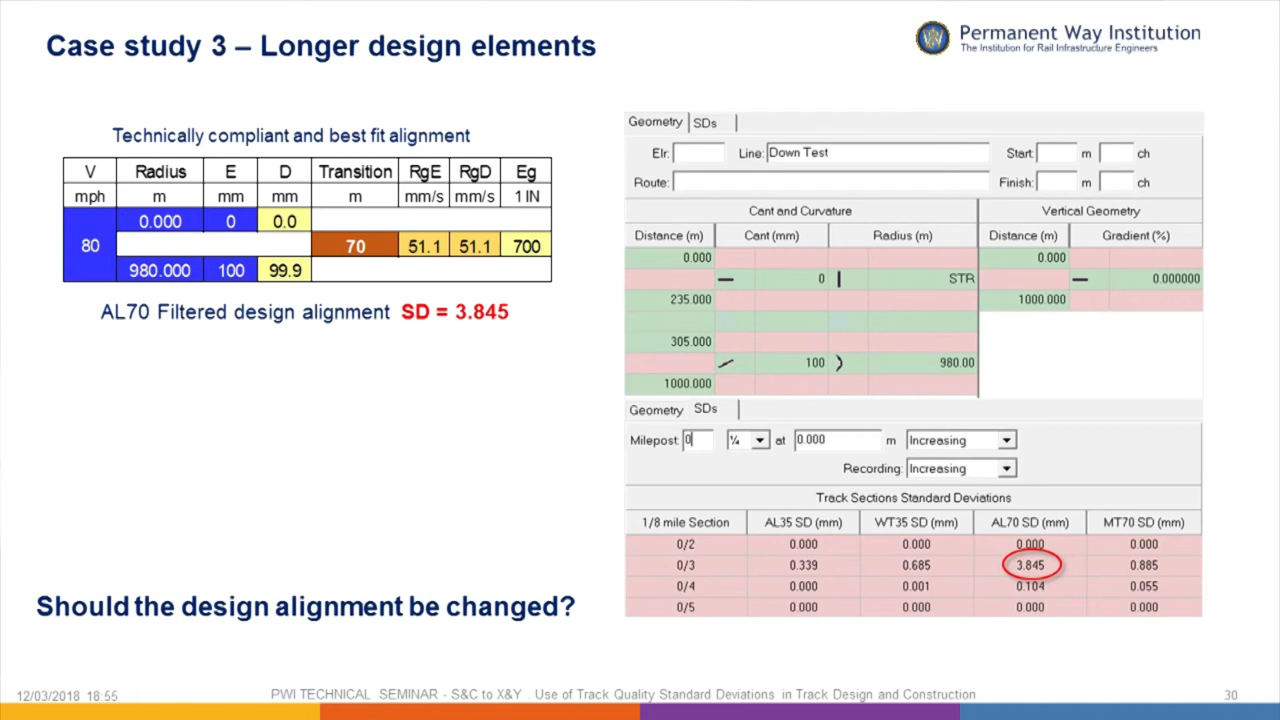 Case study 3 – Longer design elements
Permanent Way Institution
The Institution for Rail Infrastructure Engineers
Technically compliant and best fit alignment
V Radius E D Transition RgE RgD Eg
mph m mm mm m mm/s mm/s 1 IN
0.000 0 0.0
80 70 51.1 51.1 700
980.000 100 99.9
AL70 Filtered design alignment SD = 3.845
Should the design alignment be changed?
Geometry SDs
Elr: Line: Down Test Start: m ch
Route: Finish: m ch
Cant and Curvature Vertical Geometry
Distance (m) Cant (mm) Radius (m) Distance (m) Gradient (%)
0.000 0.000
0 STR 0.000000
235.000 1000.000
305.000
100 980.00
1000.000
Geometry SDs
Milepost: 0 ¼ at 0.000 m Increasing
Recording: Increasing
Track Sections Standard Deviations
1/8 mile Section AL35 SD (mm) WT35 SD (mm) AL70 SD (mm) MT70 SD (mm)
0/2 0.000 0.000 0.000 0.000
0/3 0.339 0.685 3.845 0.885
0/4 0.000 0.001 0.104 0.055
0/5 0.000 0.000 0.000 0.000
12/03/2018 18:55 PWI TECHNICAL SEMINAR - S&C to X&Y . Use of Track Quality Standard Deviations in Track Design and Construction 30